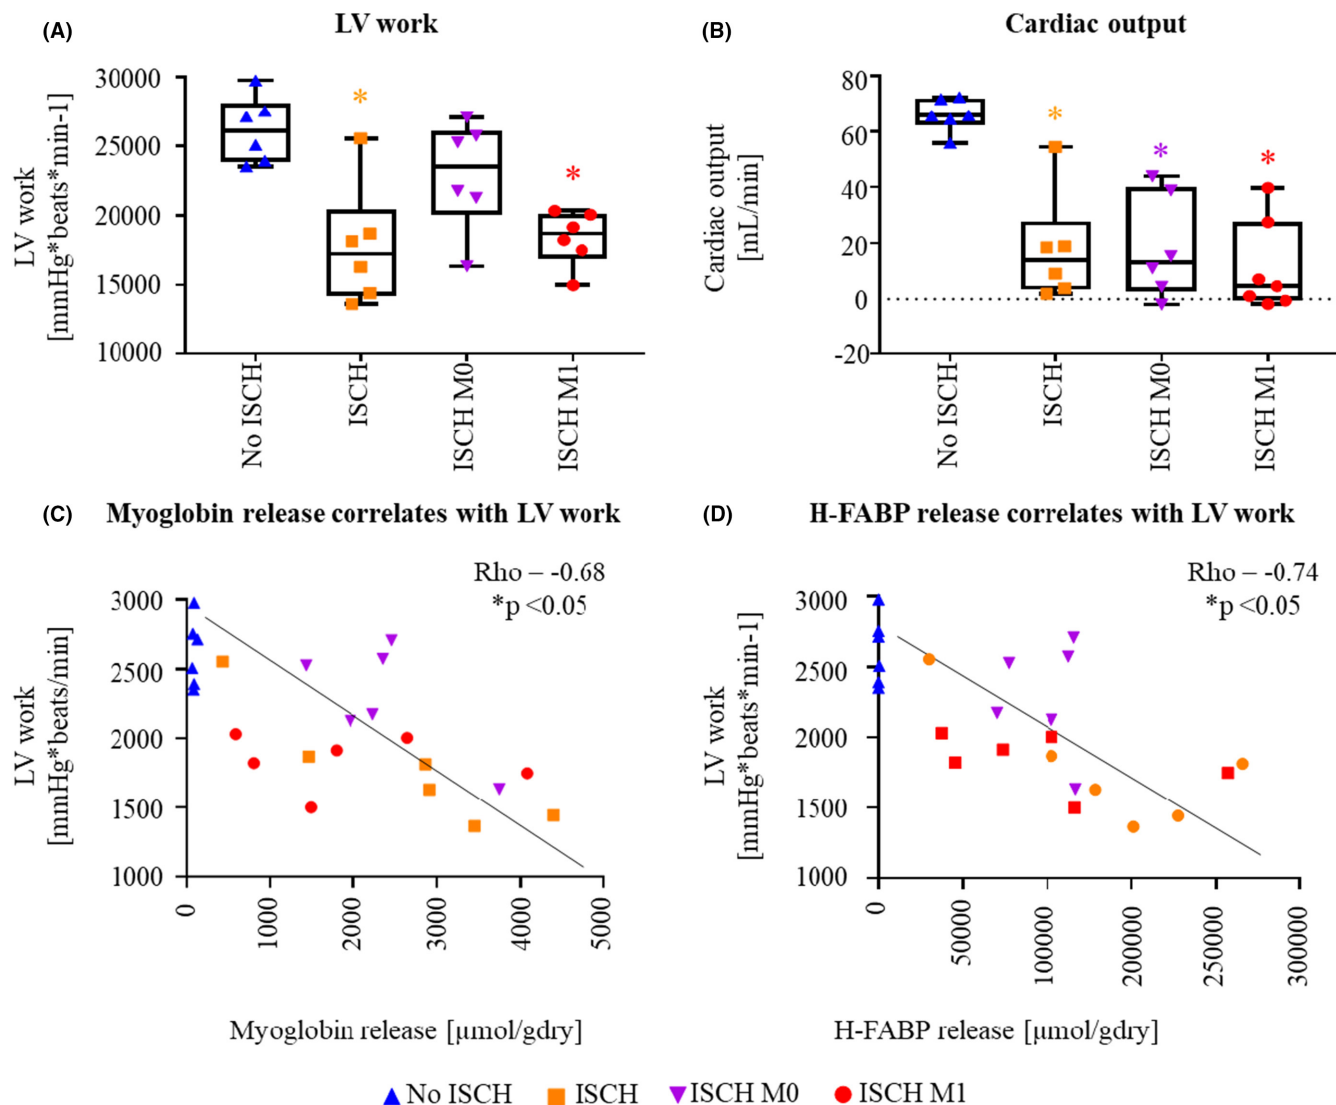 (A) LV work
LV work
[mmHg*beats*min-1]
30000
25000
20000
15000
10000
*
*
No ISCH
ISCH
ISCH M0
ISCH M1
(B) Cardiac output
Cardiac output
[mL/min]
80
60
40
20
0
-20
*
*
*
No ISCH
ISCH
ISCH M0
ISCH M1
(C) Myoglobin release correlates with LV work
Rho – -0.68
*p <0.05
LV work
[mmHg*beats/min]
3000
2500
2000
1500
1000
0
1000
2000
3000
4000
5000
Myoglobin release [µmol/gdry]
(D) H-FABP release correlates with LV work
Rho – -0.74
*p <0.05
LV work
[mmHg*beats*min-1]
3000
2500
2000
1500
1000
0
50000
100000
200000
250000
300000
H-FABP release [µmol/gdry]
No ISCH ISCH ISCH M0 ISCH M1